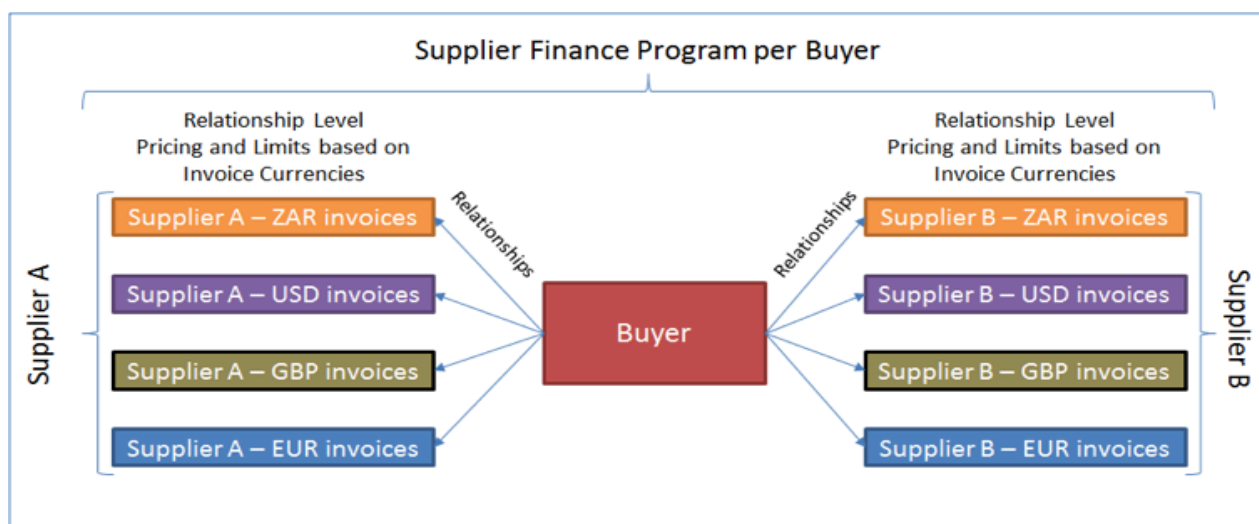 Supplier Finance Program per Buyer
Relationship Level
Pricing and Limits based on
Invoice Currencies
Relationship Level
Pricing and Limits based on
Invoice Currencies
Supplier A
Supplier A – ZAR invoices
Supplier A – USD invoices
Supplier A – GBP invoices
Supplier A – EUR invoices
Relationships
Buyer
Relationships
Supplier B – ZAR invoices
Supplier B – USD invoices
Supplier B – GBP invoices
Supplier B – EUR invoices
Supplier B